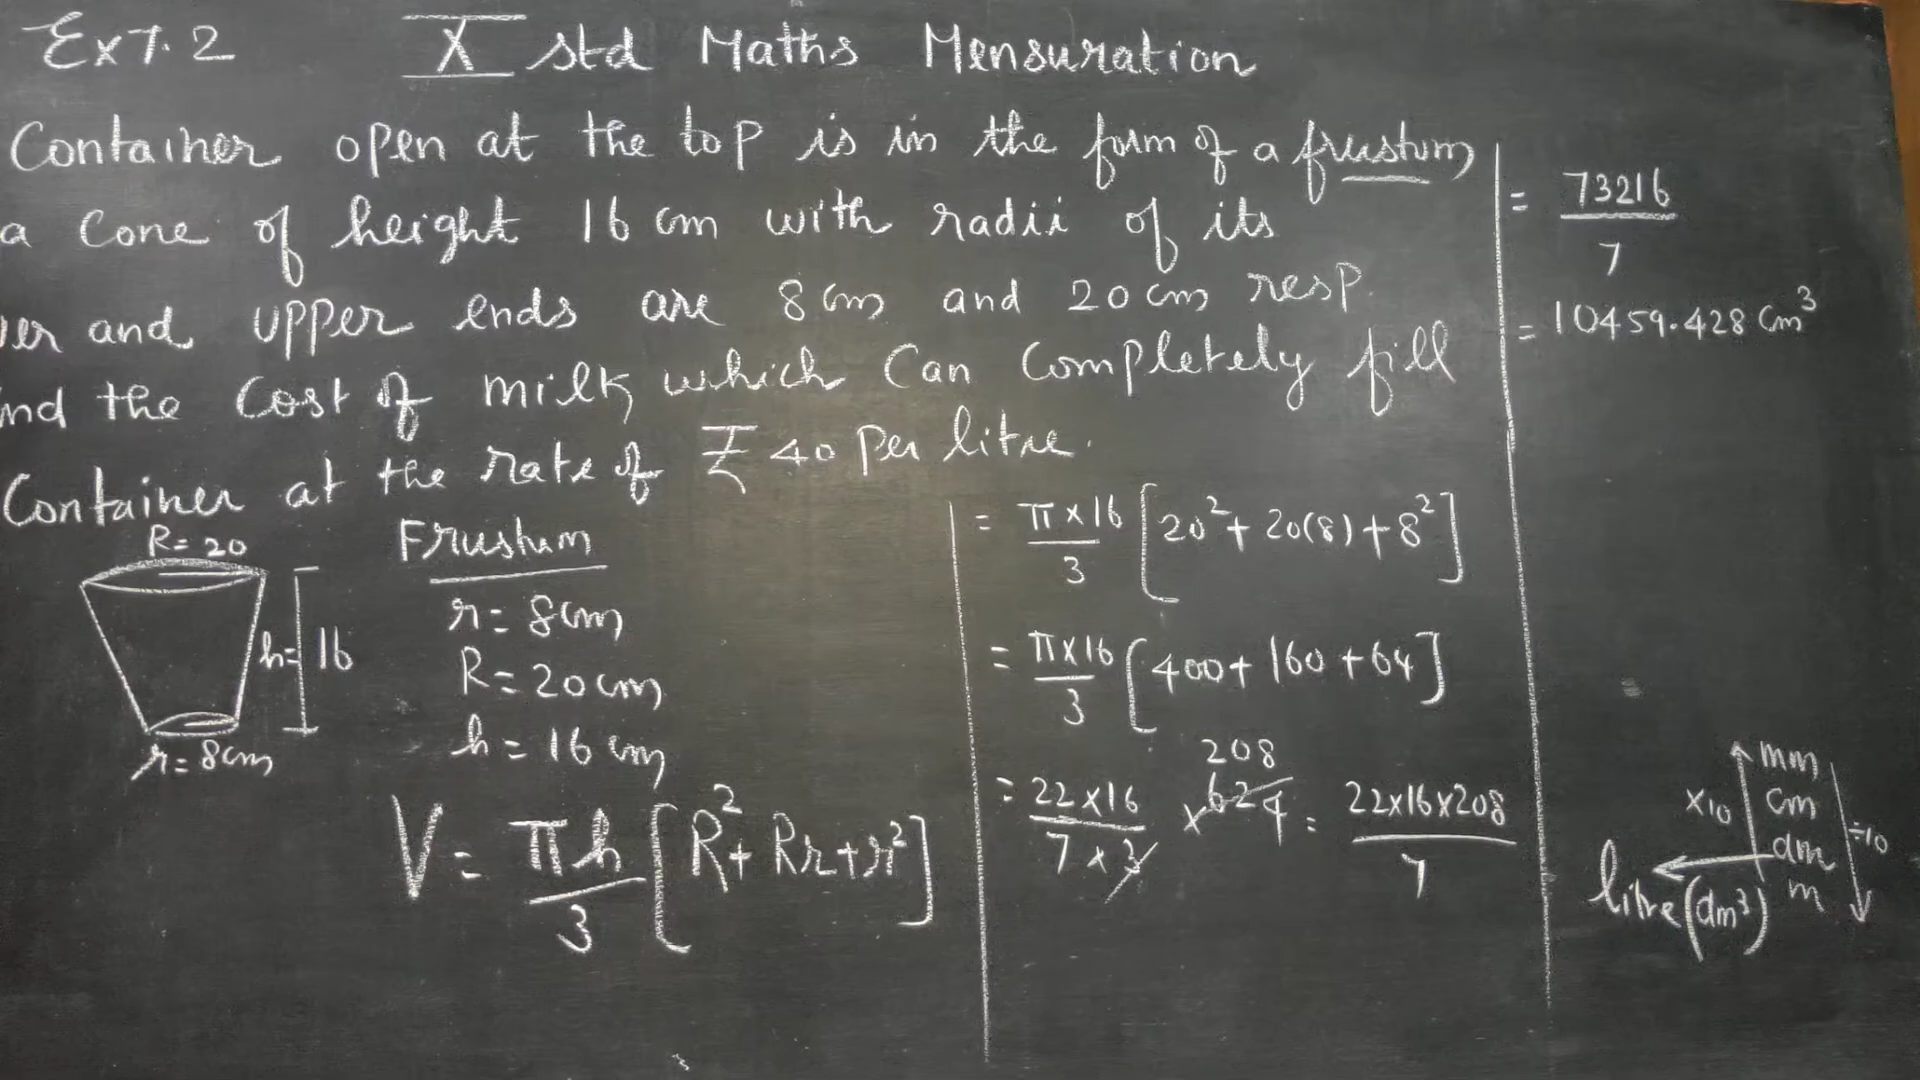 Ex 7.2 X std Maths Mensuration
Container open at the top is in the form of a frustum
a Cone of height 16 cm with radii of its
and upper ends are 8 cm and 20 cm resp.
the Cost of milk which Can Completely fill
Container at the rate of ₹ 40 per litre.
R = 20
h = 16
r = 8cm
Frustum
r = 8cm
R = 20cm
h = 16 cm
V = πh/3 [R² + Rr + r²]
= π × 16/3 [20² + 20(8) + 8²]
= π × 16/3 [400 + 160 + 64]
208
= 22 × 16/7 × 3 × 624 = 22 × 16 × 208/7
= 73216/7
= 10459.428 Cm³
mm
×10 cm ÷10
dm
litre (dm³) m